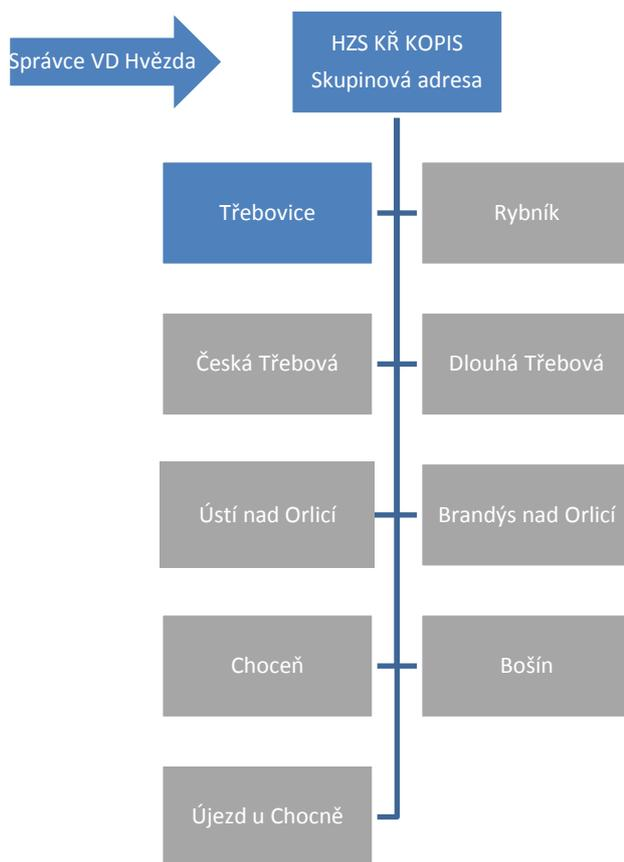 Správce VD Hvězda
HZS KŘ KOPIS
Skupinová adresa
Třebovice
Rybník
Česká Třebová
Dlouhá Třebová
Ústí nad Orlicí
Brandýs nad Orlicí
Choceň
Bošín
Újezd u Chocně